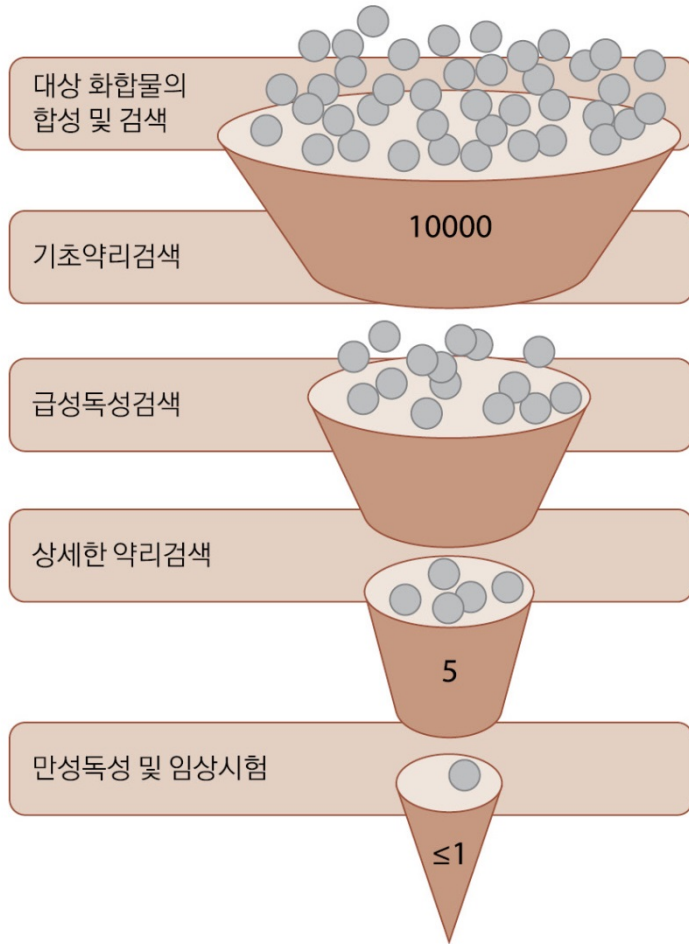 대상 화합물의
합성 및 검색
10000
기초약리검색
급성독성검색
상세한 약리검색
5
만성독성 및 임상시험
≤1